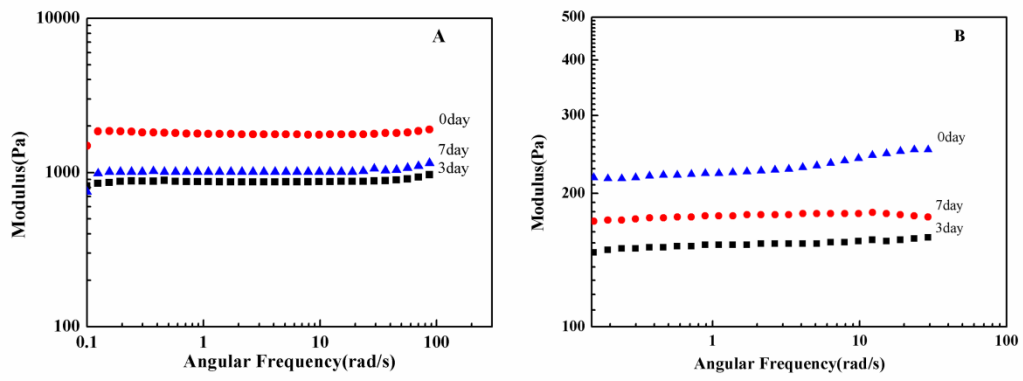 10000
A
0day
7day
3day
1000
100
0.1
1
10
100
Modulus(Pa)
Angular Frequency(rad/s)
500
B
400
300
0day
200
7day
3day
100
1
10
100
Modulus(Pa)
Angular Frequency(rad/s)